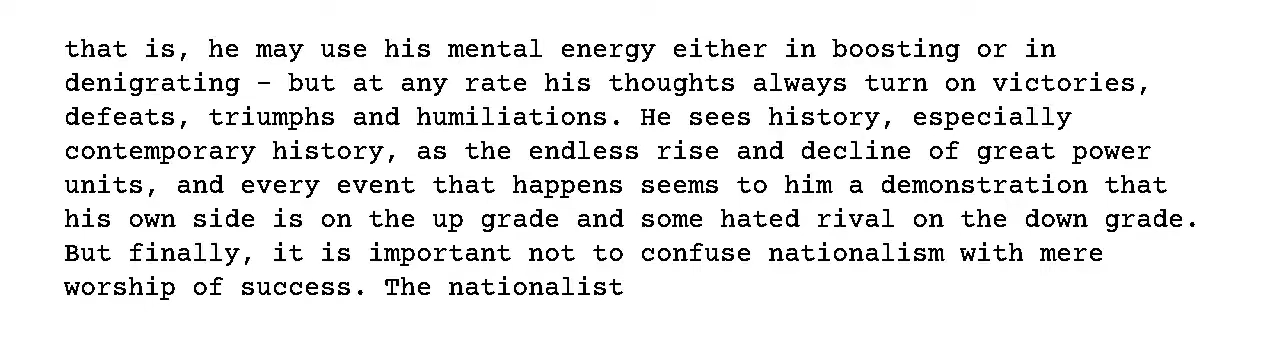 that is, he may use his mental energy either in boosting or in
denigrating – but at any rate his thoughts always turn on victories,
defeats, triumphs and humiliations. He sees history, especially
contemporary history, as the endless rise and decline of great power
units, and every event that happens seems to him a demonstration that
his own side is on the up grade and some hated rival on the down grade.
But finally, it is important not to confuse nationalism with mere
worship of success. The nationalist